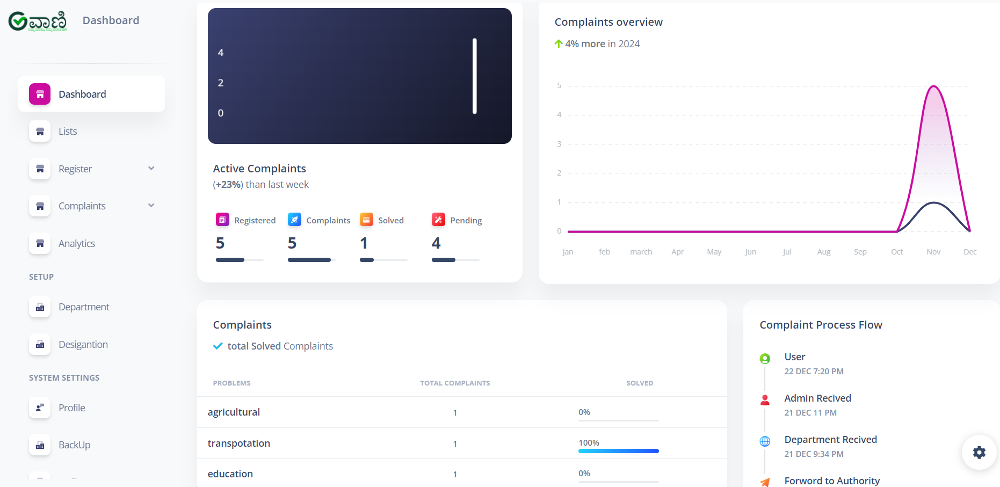 ವಾಣಿ
Dashboard
Dashboard
Lists
Register
Complaints
Analytics
SETUP
Department
Desigantion
SYSTEM SETTINGS
Profile
BackUp
4
2
0
Active Complaints
(+23%) than last week
Registered
Complaints
Solved
Pending
5
5
1
4
Complaints overview
4% more in 2024
5
4
3
2
1
0
jan
feb
march
Apr
May
Jun
Jul
Aug
Sep
Oct
Nov
Dec
Complaints
total Solved Complaints
PROBLEMS TOTAL COMPLAINTS SOLVED
agricultural 1 0%
transpotation 1 100%
education 1 0%
Complaint Process Flow
User
22 DEC 7:20 PM
Admin Recived
21 DEC 11 PM
Department Recived
21 DEC 9:34 PM
Forword to Authority